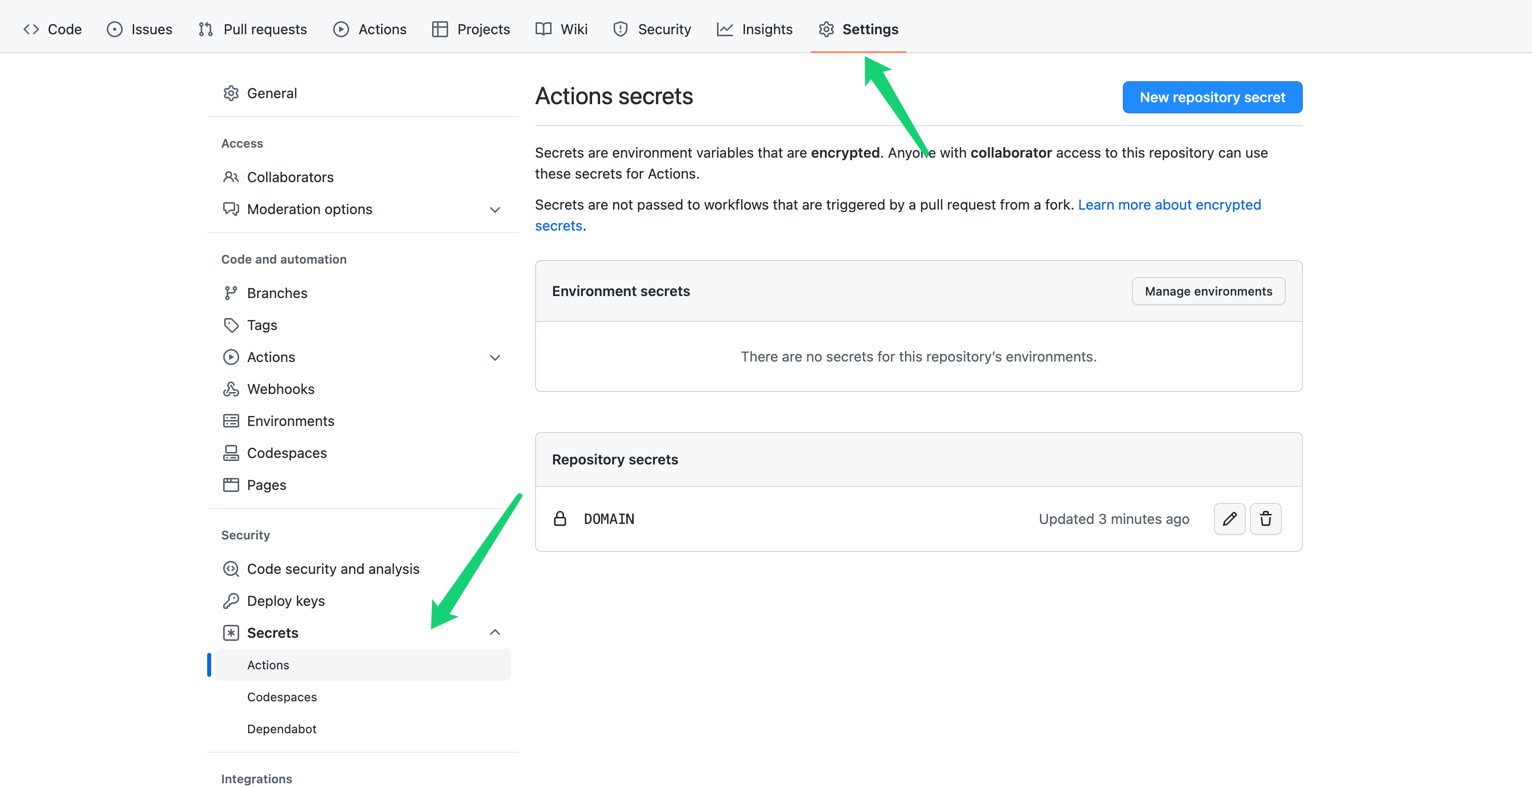 Code
Issues
Pull requests
Actions
Projects
Wiki
Security
Insights
Settings
General
Access
Collaborators
Moderation options
Code and automation
Branches
Tags
Actions
Webhooks
Environments
Codespaces
Pages
Security
Code security and analysis
Deploy keys
Secrets
Actions
Codespaces
Dependabot
Integrations
Actions secrets
New repository secret
Secrets are environment variables that are encrypted. Anyone with collaborator access to this repository can use
these secrets for Actions.
Secrets are not passed to workflows that are triggered by a pull request from a fork. Learn more about encrypted
secrets.
Environment secrets
Manage environments
There are no secrets for this repository’s environments.
Repository secrets
DOMAIN
Updated 3 minutes ago